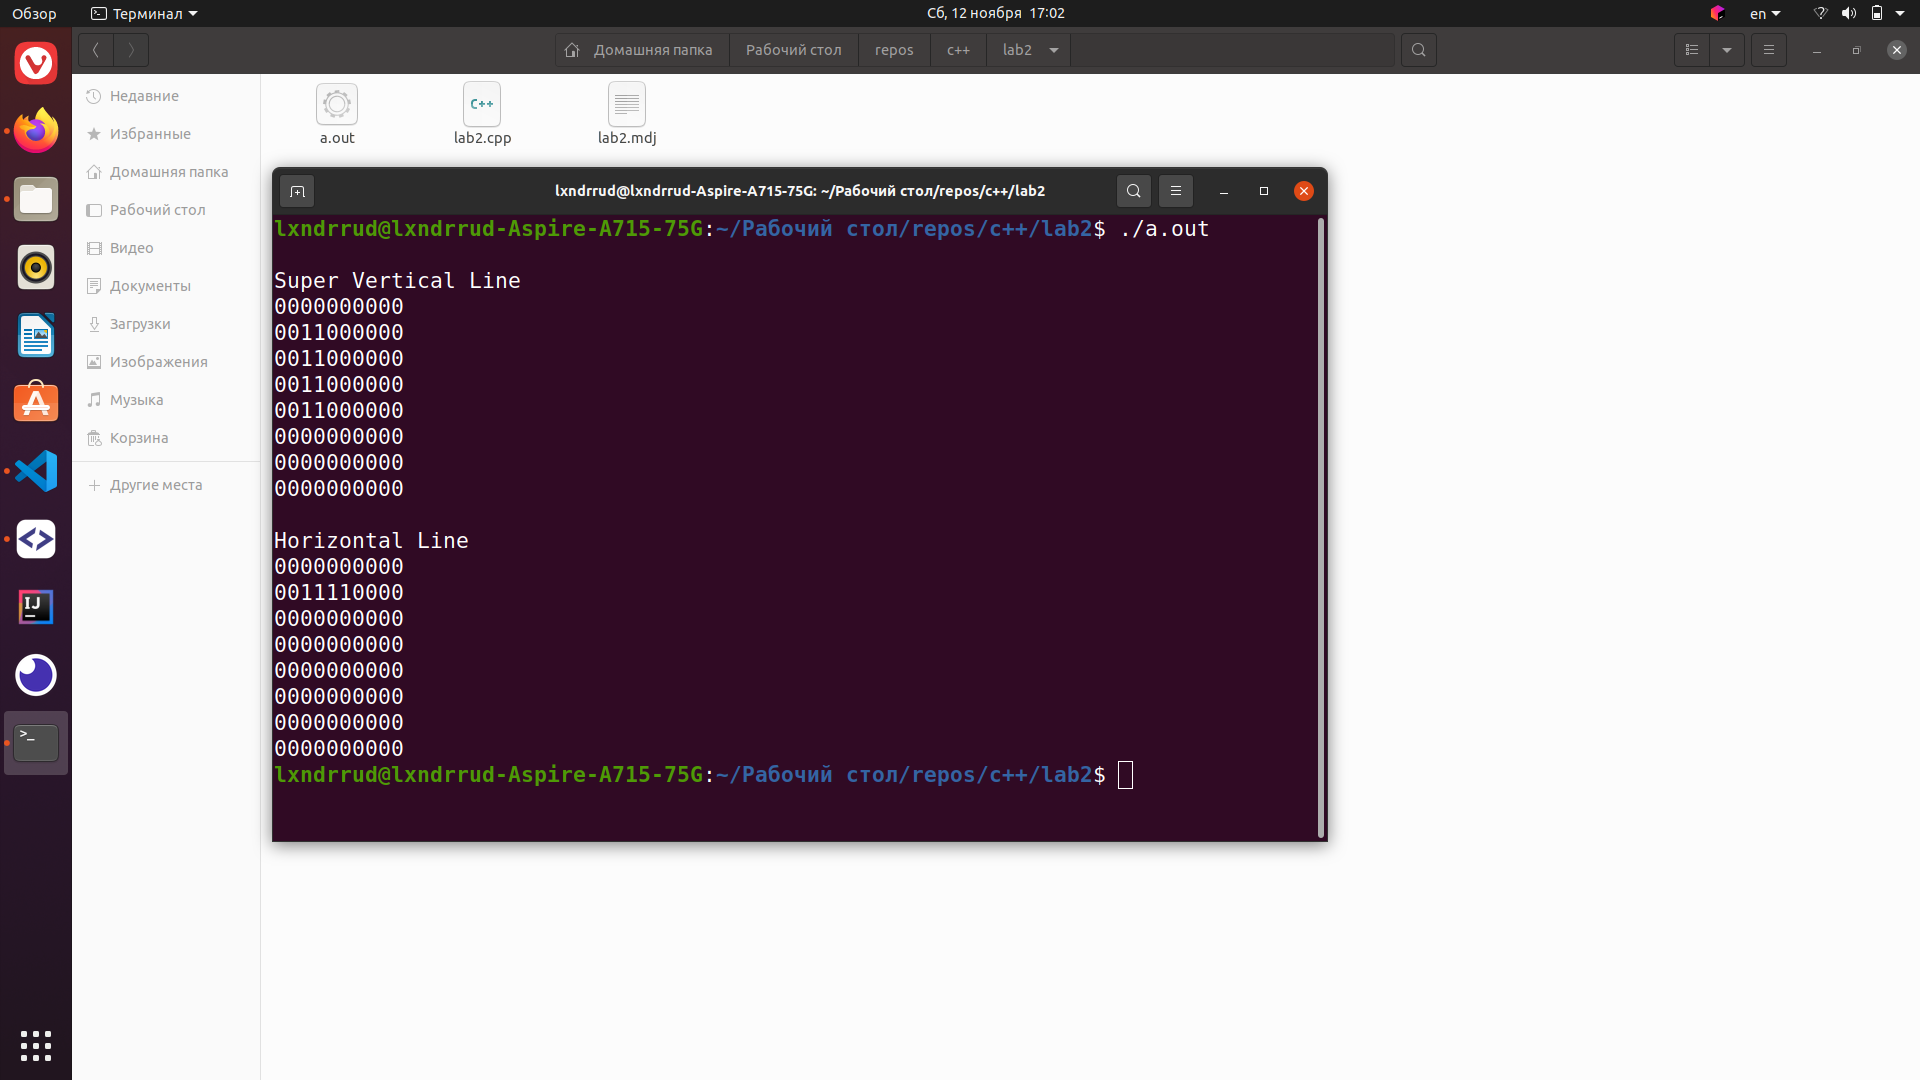 Обзор
Терминал
Сб, 12 ноября 17:02
en
Домашняя папка
Рабочий стол
repos
c++
lab2
Недавние
Избранные
Домашняя папка
Рабочий стол
Видео
Документы
Загрузки
Изображения
Музыка
Корзина
Другие места
C++
a.out
lab2.cpp
lab2.mdj
IJ
>_
lxndrrud@lxndrrud-Aspire-A715-75G: ~/Рабочий стол/repos/c++/lab2
lxndrrud@lxndrrud-Aspire-A715-75G:~/Рабочий стол/repos/c++/lab2$ ./a.out
Super Vertical Line
0000000000
0011000000
0011000000
0011000000
0011000000
0000000000
0000000000
0000000000
Horizontal Line
0000000000
0011110000
0000000000
0000000000
0000000000
0000000000
0000000000
0000000000
lxndrrud@lxndrrud-Aspire-A715-75G:~/Рабочий стол/repos/c++/lab2$